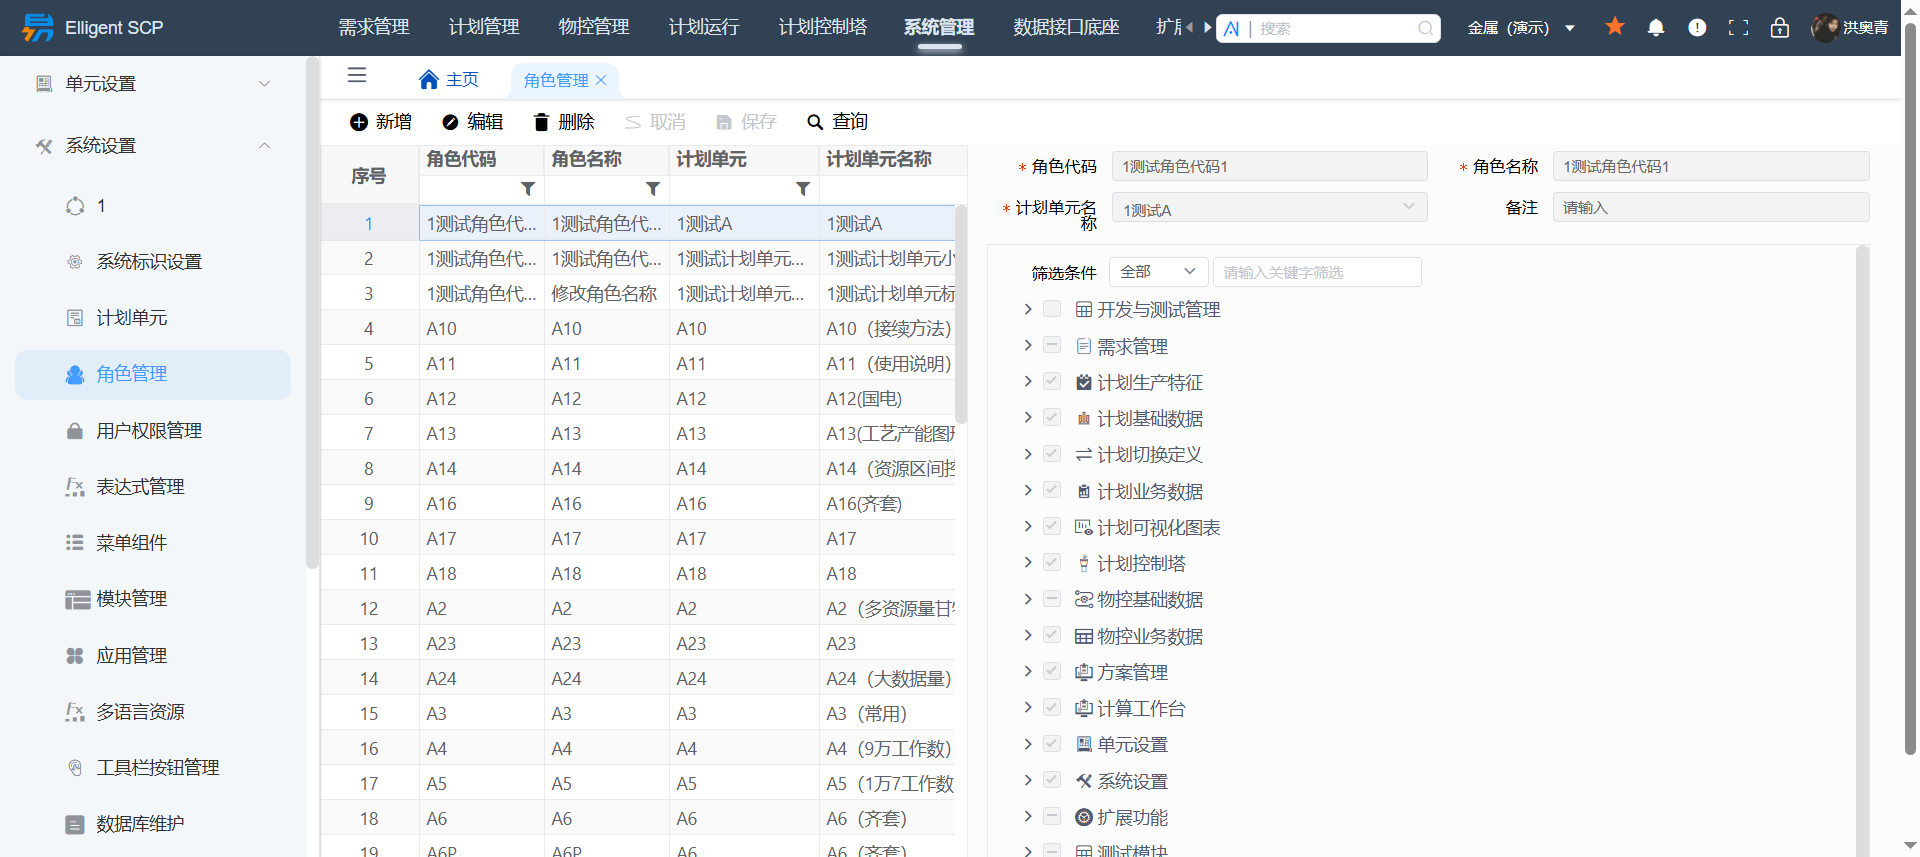 Elligent SCP
需求管理 计划管理 物控管理 计划运行 计划控制塔 系统管理 数据接口底座
AI | 搜索
金属（演示）
洪奥青
单元设置
系统设置
1
系统标识设置
计划单元
角色管理
用户权限管理
表达式管理
菜单组件
模块管理
应用管理
多语言资源
工具栏按钮管理
数据库维护
主页 角色管理
新增 编辑 删除 取消 保存 查询
序号 角色代码 角色名称 计划单元 计划单元名称
1 1测试角色代... 1测试角色代... 1测试A 1测试A
2 1测试角色代... 1测试角色代... 1测试计划单元... 1测试计划单元小
3 1测试角色代... 修改角色名称 1测试计划单元... 1测试计划单元标
4 A10 A10 A10 A10（接续方法）
5 A11 A11 A11 A11（使用说明）
6 A12 A12 A12 A12(国电)
7 A13 A13 A13 A13(工艺产能图形
8 A14 A14 A14 A14（资源区间控
9 A16 A16 A16 A16(齐套)
10 A17 A17 A17 A17
11 A18 A18 A18 A18
12 A2 A2 A2 A2（多资源量甘特
13 A23 A23 A23 A23
14 A24 A24 A24 A24（大数据量）
15 A3 A3 A3 A3（常用）
16 A4 A4 A4 A4（9万工作数）
17 A5 A5 A5 A5（1万7工作数
18 A6 A6 A6 A6（齐套）
19 A6P A6P A6 A6（齐套）
* 角色代码 1测试角色代码1 * 角色名称 1测试角色代码1
* 计划单元名称 1测试A 备注 请输入
筛选条件 全部 请输入关键字筛选
开发与测试管理
需求管理
计划生产特征
计划基础数据
计划切换定义
计划业务数据
计划可视化图表
计划控制塔
物控基础数据
物控业务数据
方案管理
计算工作台
单元设置
系统设置
扩展功能
测试模块